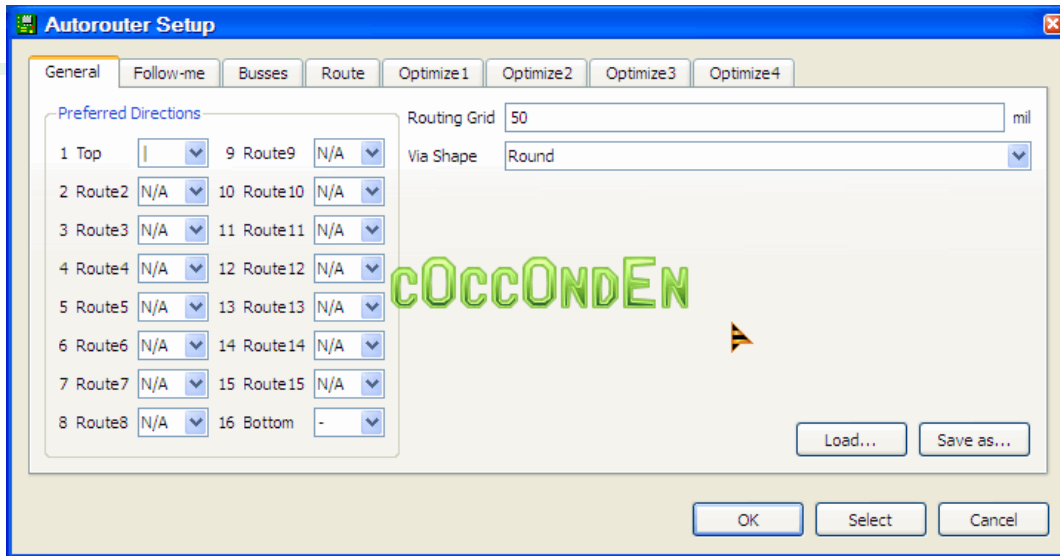 Autorouter Setup
General Follow-me Busses Route Optimize1 Optimize2 Optimize3 Optimize4
Preferred Directions
Routing Grid 50 mil
1 Top | 9 Route9 N/A Via Shape Round
2 Route2 N/A 10 Route10 N/A
3 Route3 N/A 11 Route11 N/A
4 Route4 N/A 12 Route12 N/A
cOccONDEN
5 Route5 N/A 13 Route13 N/A
6 Route6 N/A 14 Route14 N/A
7 Route7 N/A 15 Route15 N/A
8 Route8 N/A 16 Bottom -
Load... Save as...
OK Select Cancel